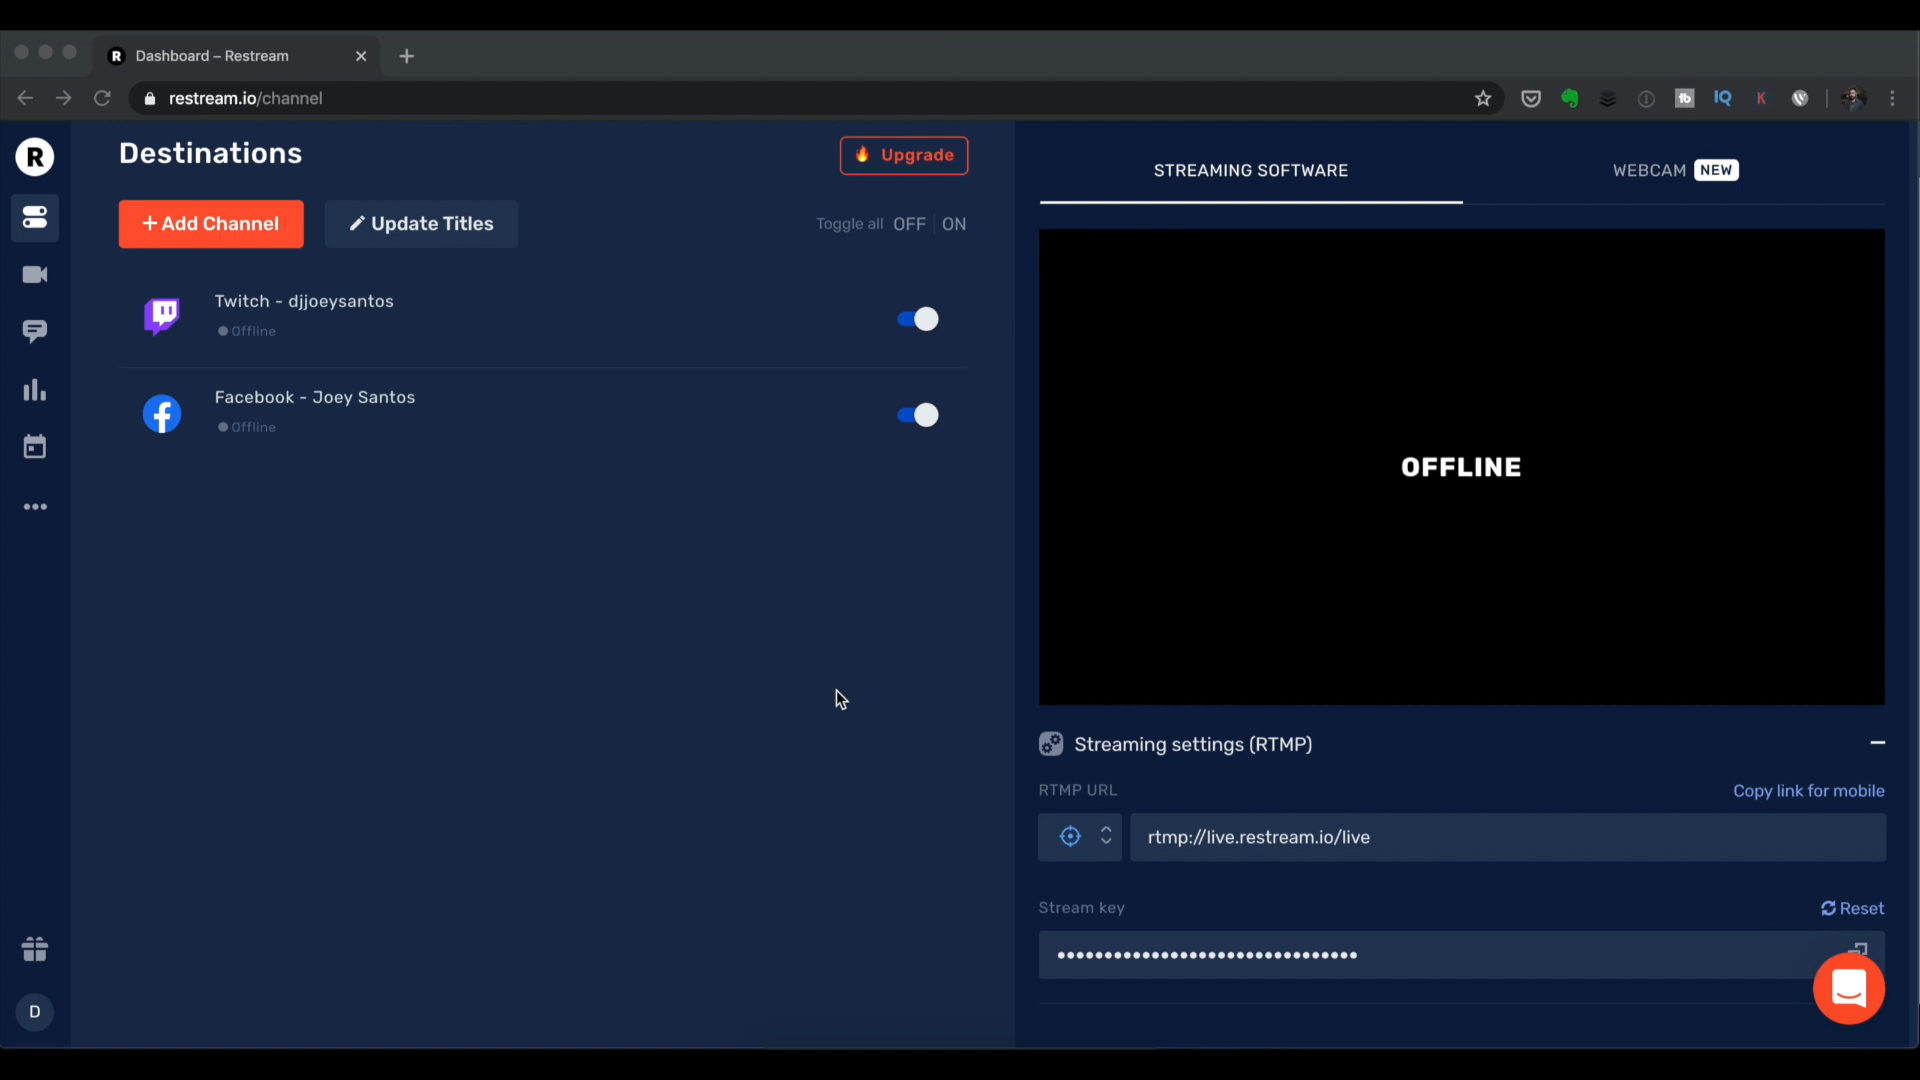 Dashboard – Restream
restream.io/channel
Destinations
Upgrade
+ Add Channel
Update Titles
Toggle all OFF | ON
Twitch - djjoeysantos
Offline
Facebook - Joey Santos
Offline
D
STREAMING SOFTWARE
WEBCAM NEW
OFFLINE
Streaming settings (RTMP)
RTMP URL
Copy link for mobile
rtmp://live.restream.io/live
Stream key
Reset
••••••••••••••••••••••••••••••••
R
R
tb
IQ
K